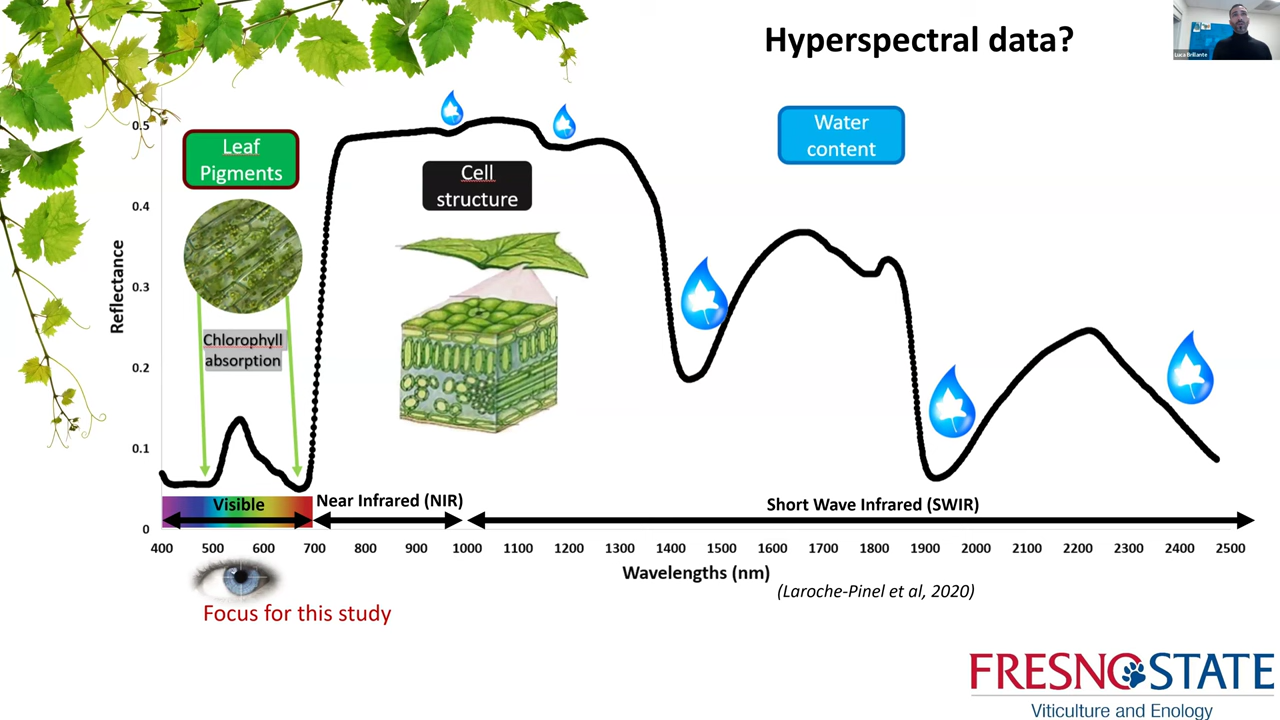 Hyperspectral data?
Luca Brillante
Leaf
Pigments
Cell
structure
Water
content
Chlorophyll
absorption
Reflectance
0.5
0.4
0.3
0.2
0.1
0
Visible
Near Infrared (NIR)
Short Wave Infrared (SWIR)
400 500 600 700 800 900 1000 1100 1200 1300 1400 1500 1600 1700 1800 1900 2000 2100 2200 2300 2400 2500
Wavelengths (nm)
(Laroche-Pinel et al, 2020)
Focus for this study
FRESNO STATE
Viticulture and Enology